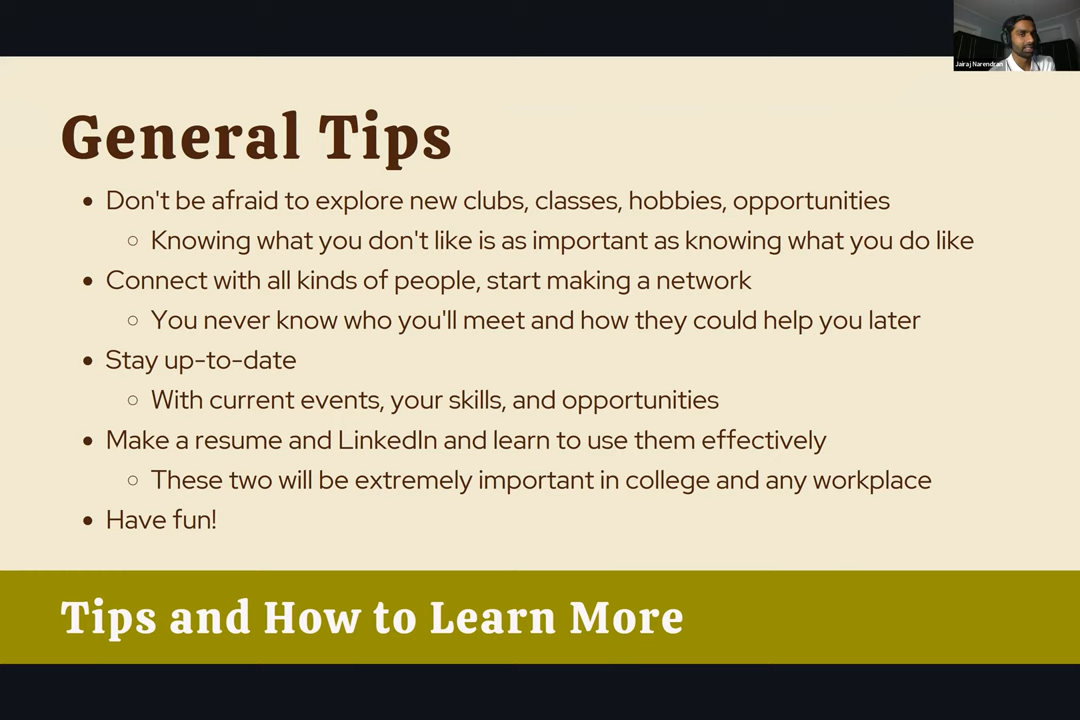 Jairaj Narendran
General Tips
• Don't be afraid to explore new clubs, classes, hobbies, opportunities
○ Knowing what you don't like is as important as knowing what you do like
• Connect with all kinds of people, start making a network
○ You never know who you'll meet and how they could help you later
• Stay up-to-date
○ With current events, your skills, and opportunities
• Make a resume and LinkedIn and learn to use them effectively
○ These two will be extremely important in college and any workplace
• Have fun!
Tips and How to Learn More